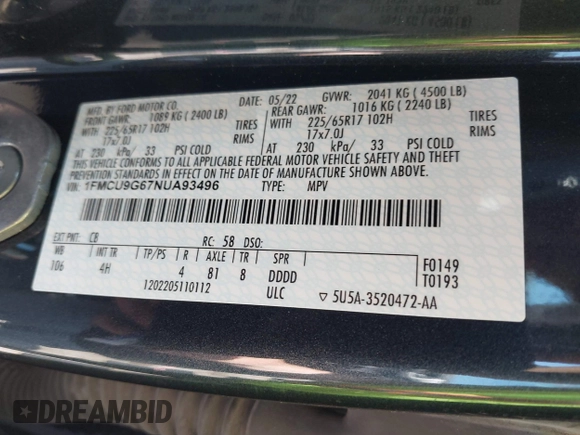 MFD. BY FORD MOTOR CO.
DATE: 05/22 GVWR: 2041 KG ( 4500 LB)
FRONT GAWR: 1089 KG ( 2400 LB)
REAR GAWR: 1016 KG ( 2240 LB)
WITH 225/65R17 102H TIRES
WITH 225/65R17 102H TIRES
17x7.0J RIMS
17x7.0J RIMS
AT 230 kPa/ 33 PSI COLD
AT 230 kPa/ 33 PSI COLD
THIS VEHICLE CONFORMS TO ALL APPLICABLE FEDERAL MOTOR VEHICLE SAFETY AND THEFT
PREVENTION STANDARDS IN EFFECT ON THE DATE OF MANUFACTURE SHOWN ABOVE.
VIN: 1FMCU9G67NUA93496 TYPE: MPV
EXT PNT: CB RC: 58 DSO:
WB INT TR TP/PS R AXLE TR SPR
106 4H 4 81 8 DDDD F0149
1202205110112 ULC T0193
▽ 5U5A-3520472-AA
DREAMBID